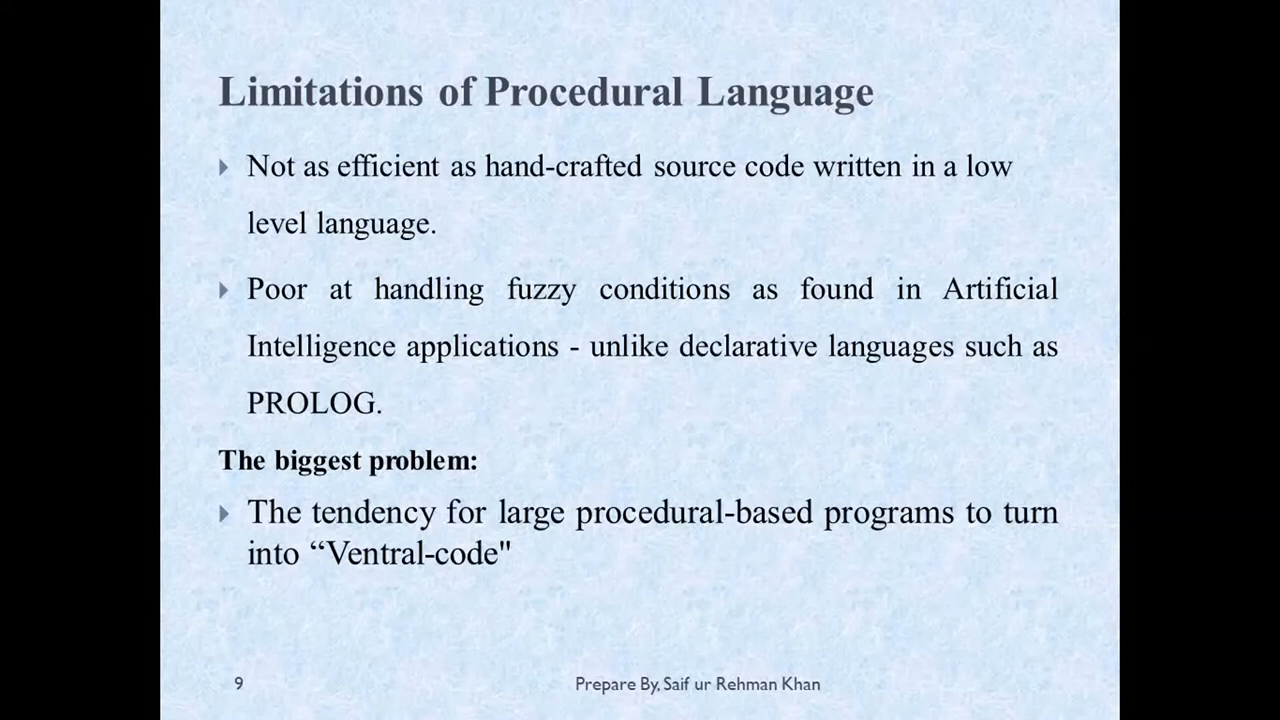 Limitations of Procedural Language
Not as efficient as hand-crafted source code written in a low
level language.
Poor at handling fuzzy conditions as found in Artificial
Intelligence applications - unlike declarative languages such as
PROLOG.
The biggest problem:
The tendency for large procedural-based programs to turn
into “Ventral-code"
9
Prepare By, Saif ur Rehman Khan